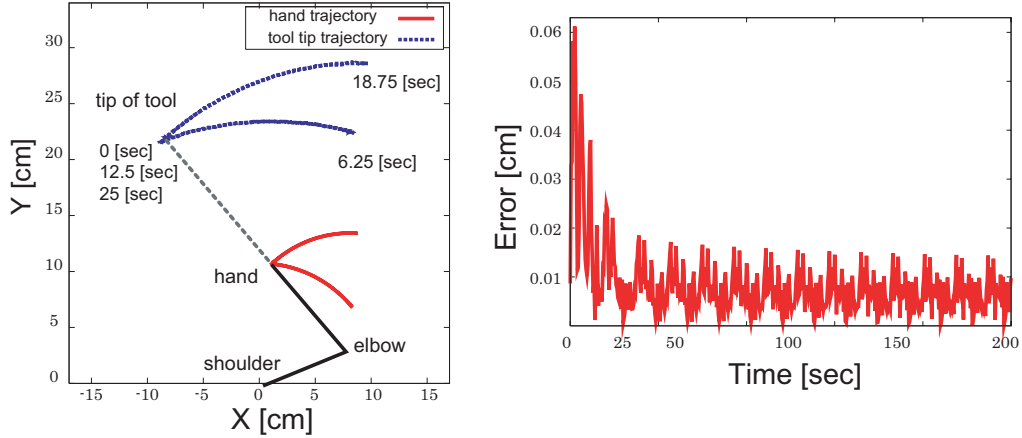 hand trajectory
tool tip trajectory
30
25
20
15
10
5
0
-15
-10
-5
0
5
10
15
Y [cm]
X [cm]
tip of tool
18.75 [sec]
0 [sec]
12.5 [sec]
25 [sec]
6.25 [sec]
hand
elbow
shoulder
0.06
0.05
0.04
0.03
0.02
0.01
0
25
50
100
150
200
Error [cm]
Time [sec]